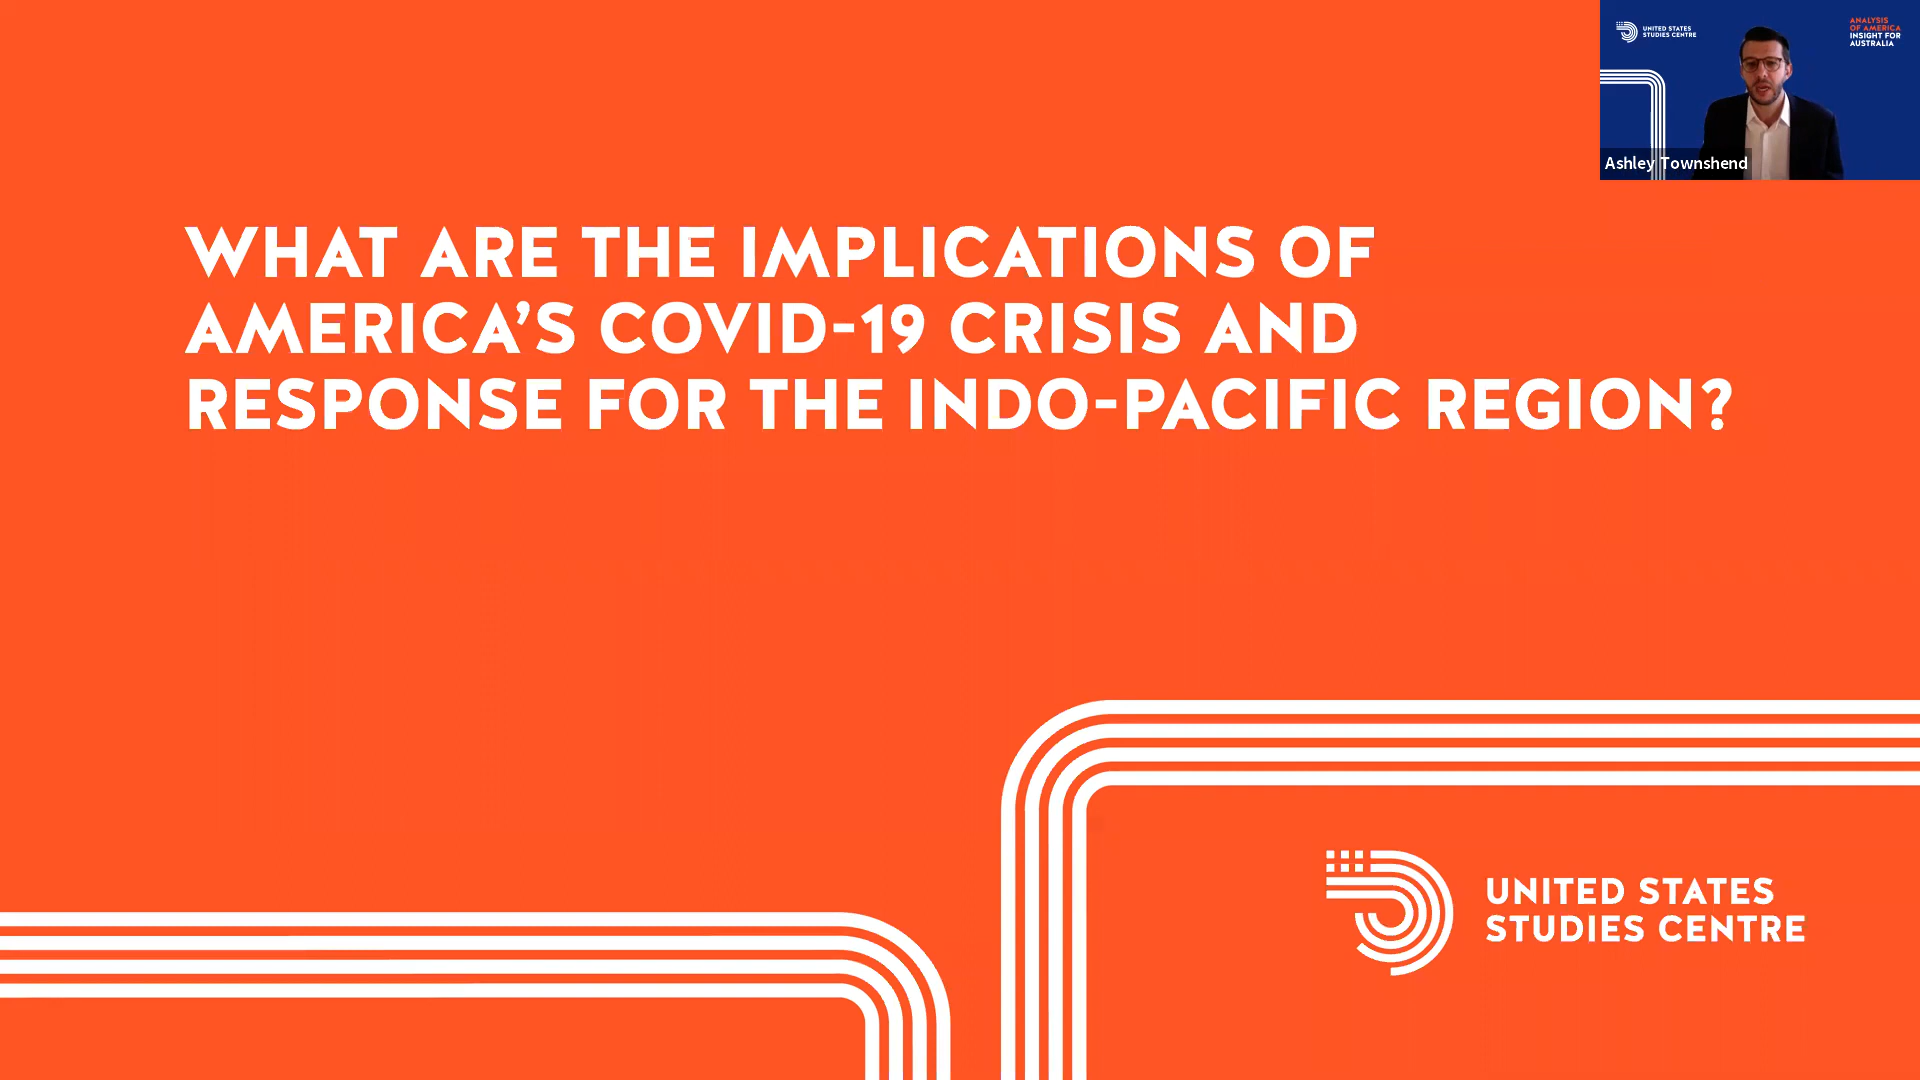 UNITED STATES
STUDIES CENTRE
ANALYSIS
OF AMERICA
INSIGHT FOR
AUSTRALIA
Ashley Townshend
WHAT ARE THE IMPLICATIONS OF
AMERICA’S COVID-19 CRISIS AND
RESPONSE FOR THE INDO-PACIFIC REGION?
UNITED STATES
STUDIES CENTRE